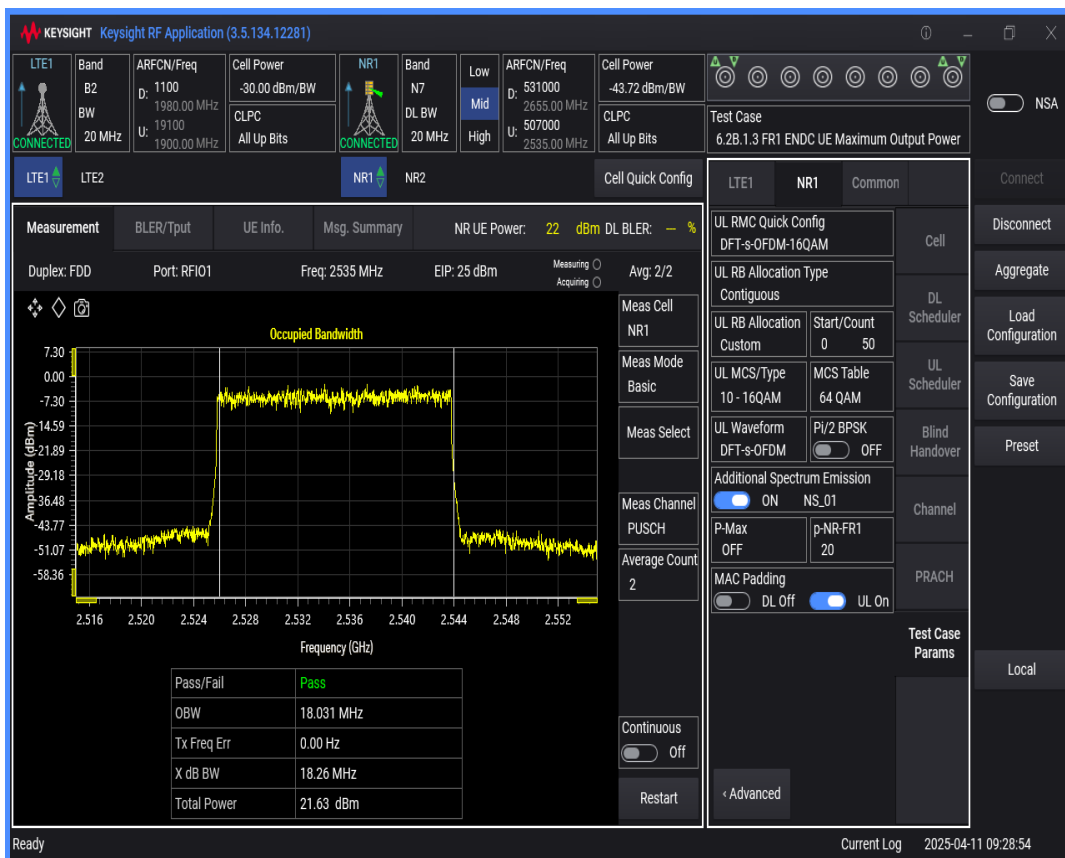 KEYSIGHT Keysight RF Application (3.5.134.12281)
LTE1
CONNECTED
Band
B2
BW
20 MHz
ARFCN/Freq
D: 1100
1980.00 MHz
U: 19100
1900.00 MHz
Cell Power
-30.00 dBm/BW
CLPC
All Up Bits
NR1
CONNECTED
Band
N7
DL BW
20 MHz
Low
Mid
High
ARFCN/Freq
D: 531000
2655.00 MHz
U: 507000
2535.00 MHz
Cell Power
-43.72 dBm/BW
CLPC
All Up Bits
Test Case
6.2B.1.3 FR1 ENDC UE Maximum Output Power
NSA
LTE1 LTE2
NR1 NR2
Cell Quick Config
Measurement BLER/Tput UE Info. Msg. Summary NR UE Power: 22 dBm DL BLER: — %
Duplex: FDD Port: RFIO1 Freq: 2535 MHz EIP: 25 dBm Measuring Avg: 2/2
Acquiring
Occupied Bandwidth
7.30
0.00
-7.30
-14.59
-21.89
-29.18
-36.48
-43.77
-51.07
-58.36
Amplitude (dBm)
2.516 2.520 2.524 2.528 2.532 2.536 2.540 2.544 2.548 2.552
Frequency (GHz)
Pass/Fail Pass
OBW 18.031 MHz
Tx Freq Err 0.00 Hz
X dB BW 18.26 MHz
Total Power 21.63 dBm
Meas Cell
NR1
Meas Mode
Basic
Meas Select
Meas Channel
PUSCH
Average Count
2
Continuous
Off
Restart
LTE1 NR1 Common
UL RMC Quick Config
DFT-s-OFDM-16QAM
UL RB Allocation Type
Contiguous
UL RB Allocation Start/Count
Custom 0 50
UL MCS/Type MCS Table
10 - 16QAM 64 QAM
UL Waveform Pi/2 BPSK
DFT-s-OFDM OFF
Additional Spectrum Emission
ON NS_01
P-Max p-NR-FR1
OFF 20
MAC Padding
DL Off UL On
‹ Advanced
Cell
DL
Scheduler
UL
Scheduler
Blind
Handover
Channel
PRACH
Test Case
Params
Connect
Disconnect
Aggregate
Load
Configuration
Save
Configuration
Preset
Local
Ready Current Log 2025-04-11 09:28:54